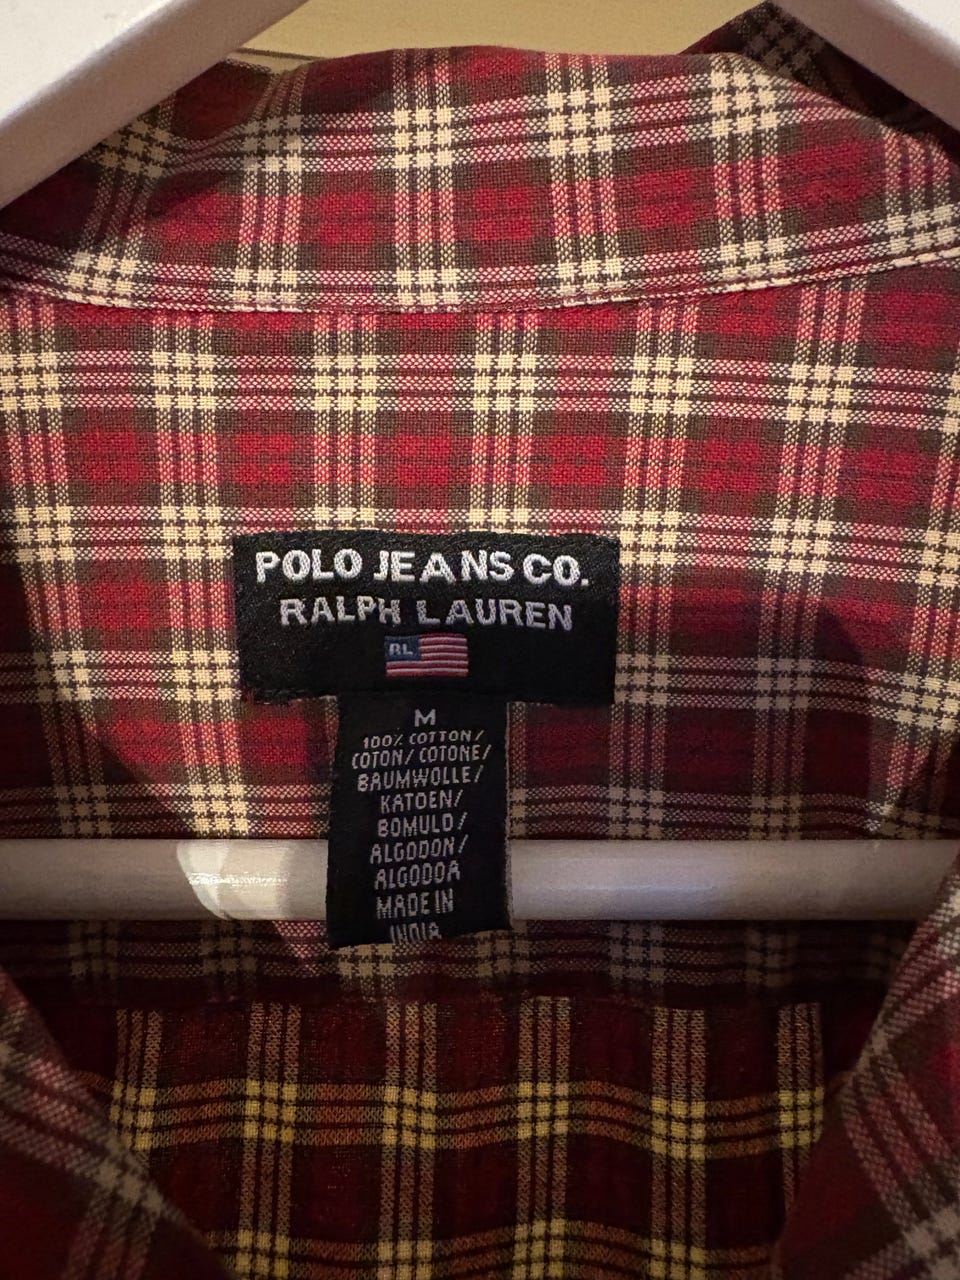 POLO JEANS CO.
RALPH LAUREN
RL
M
100% COTTON/
COTON/ COTONE/
BAUMWOLLE/
KATOEN/
BOMULD/
ALGODON/
ALGODOA
MADE IN
INDIA